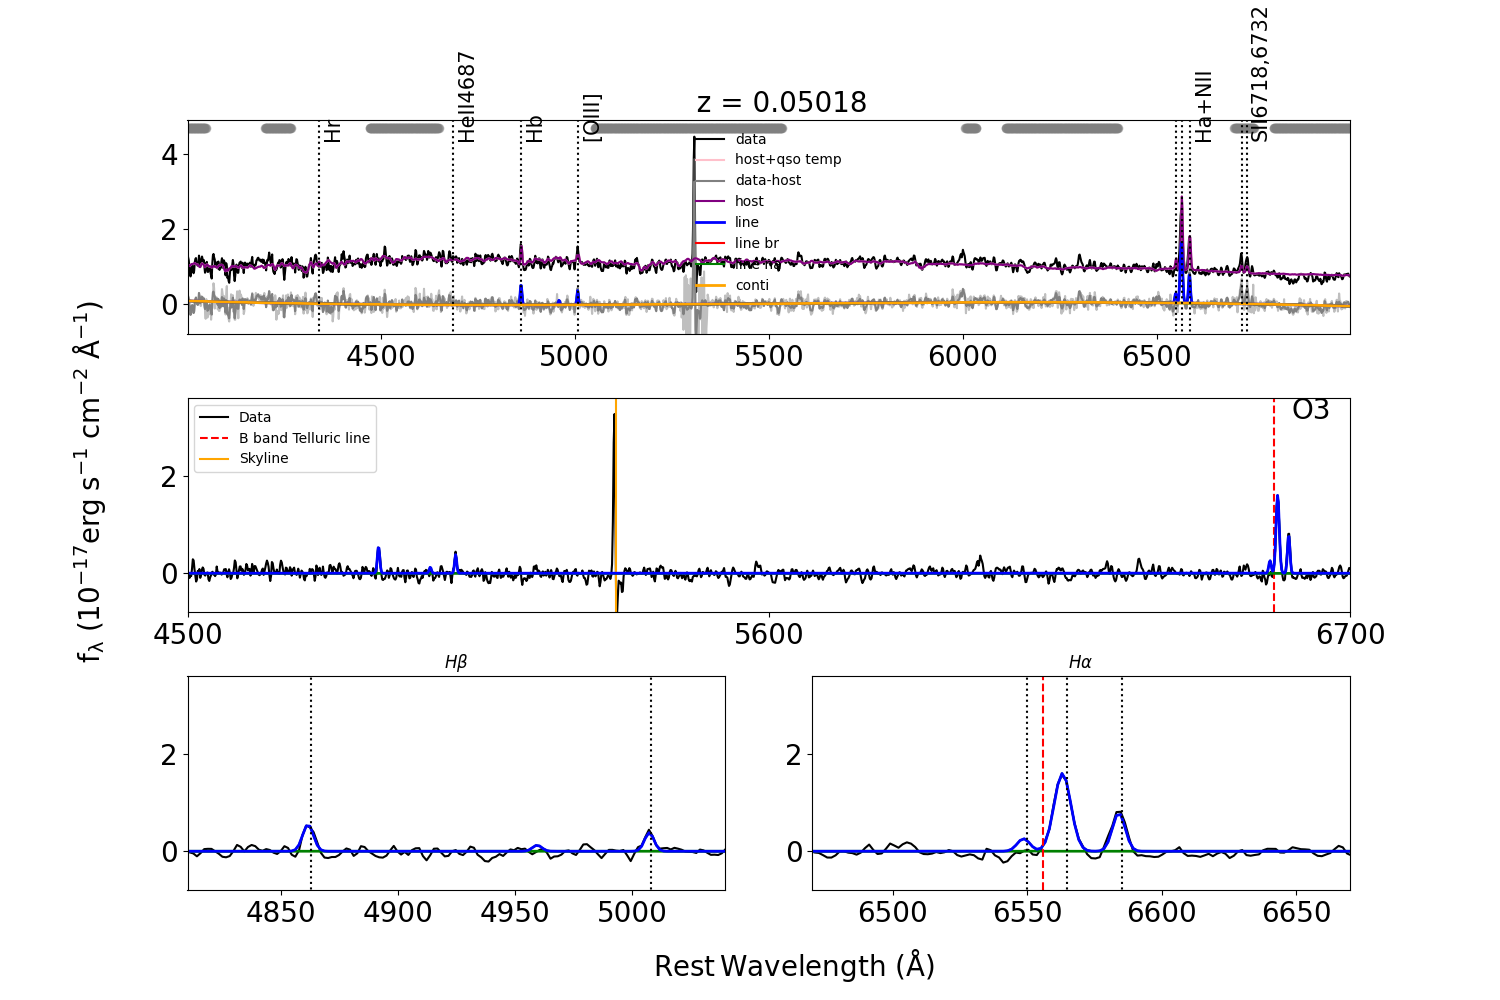 z = 0.05018
Hr
HeII4687
Hb
[OIII]
Ha+NII
SII6718,6732
data
host+qso temp
data-host
host
line
line br
conti
4
2
0
4500 5000 5500 6000 6500
Data
B band Telluric line
Skyline
O3
2
0
4500 5600 6700
fλ (10⁻¹⁷erg s⁻¹ cm⁻² Å⁻¹)
Hβ
Hα
2
0
4850 4900 4950 5000
2
0
6500 6550 6600 6650
Rest Wavelength (Å)